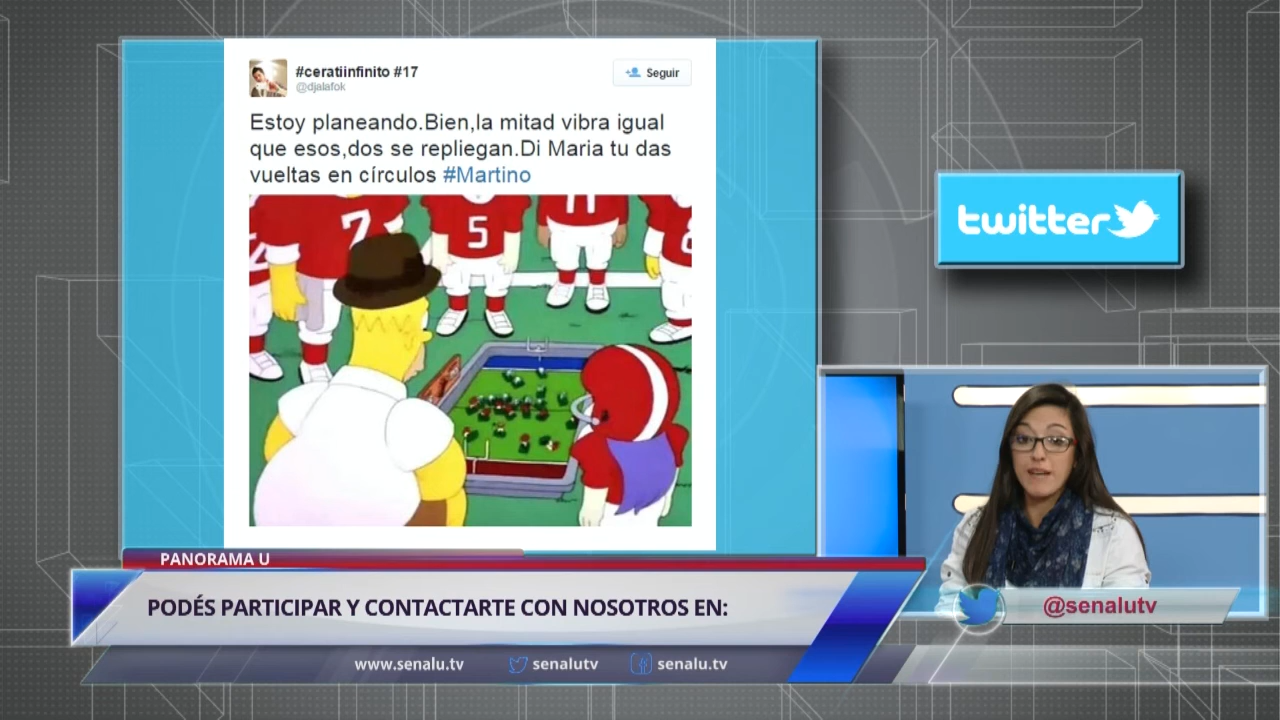 #ceratiinfinito #17
@djalafok
Seguir
Estoy planeando.Bien,la mitad vibra igual
que esos,dos se repliegan.Di Maria tu das
vueltas en círculos #Martino
7
5
11
twitter
PANORAMA U
PODÉS PARTICIPAR Y CONTACTARTE CON NOSOTROS EN:
@senalutv
www.senalu.tv senalutv senalu.tv